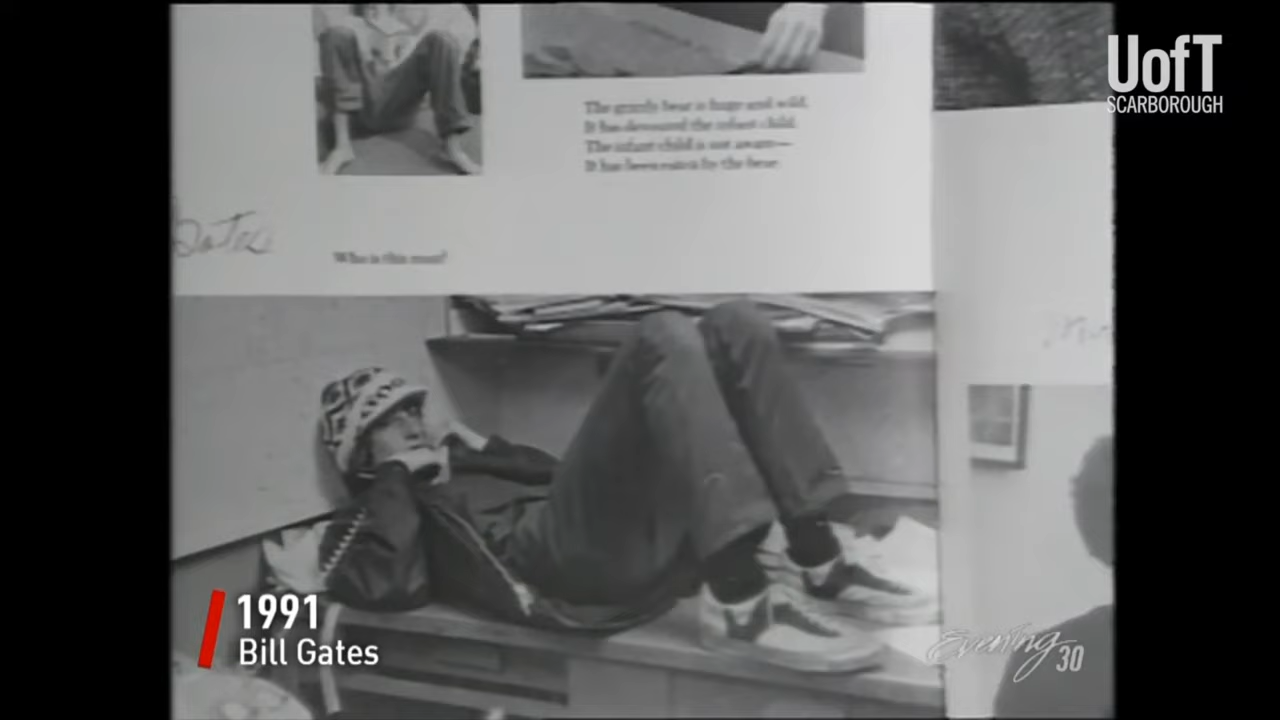 UofT
SCARBOROUGH
The grizzly bear is huge and wild.
It has devoured the infant child.
The infant child is not aware—
It has been eaten by the bear.
Who is this man?
1991
Bill Gates
Evening
30